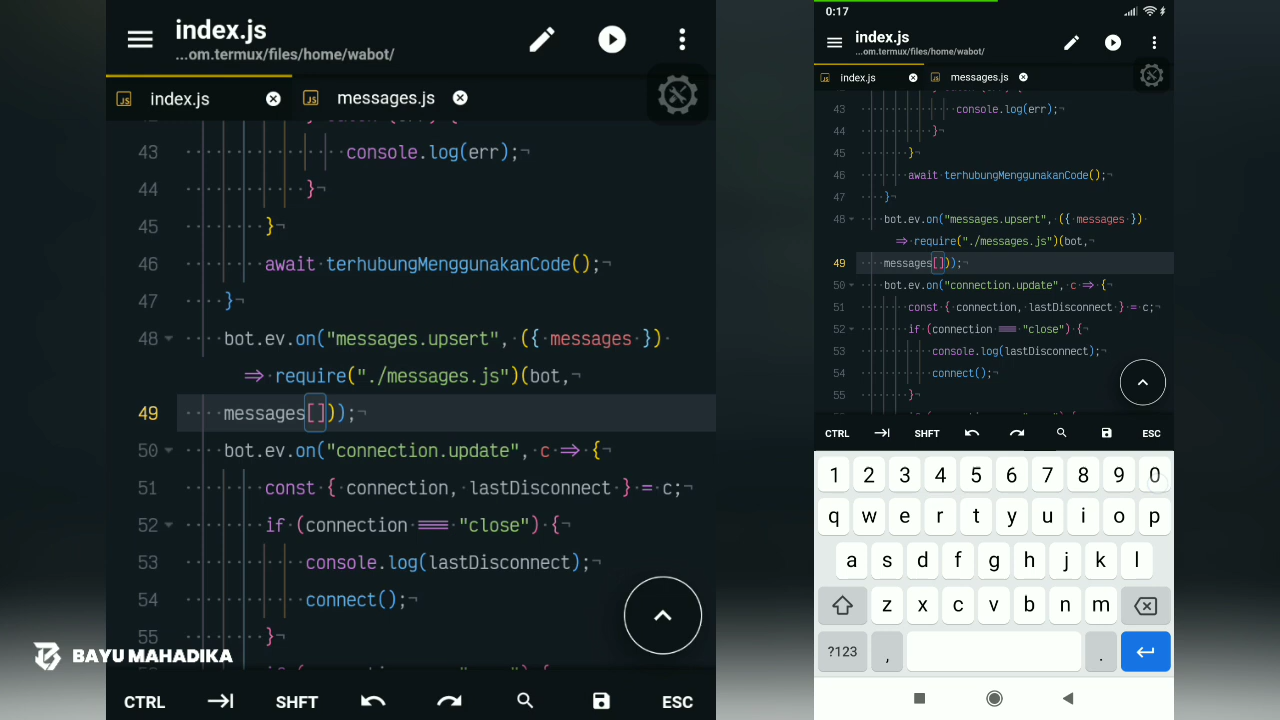 index.js
...om.termux/files/home/wabot/
JS index.js JS messages.js
43 console.log(err);¬
44 }¬
45 }¬
46 await terhubungMenggunakanCode();¬
47 }¬
48 bot.ev.on("messages.upsert", ({ messages })
=> require("./messages.js")(bot,¬
49 messages[]));¬
50 bot.ev.on("connection.update", c => {¬
51 const { connection, lastDisconnect } = c;¬
52 if (connection === "close") {¬
53 console.log(lastDisconnect);¬
54 connect();¬
55 }¬
CTRL SHFT ESC
BAYU MAHADIKA
0:17
index.js
...om.termux/files/home/wabot/
JS index.js JS messages.js
43 console.log(err);¬
44 }¬
45 }¬
46 await terhubungMenggunakanCode();¬
47 }¬
48 bot.ev.on("messages.upsert", ({ messages })
=> require("./messages.js")(bot,¬
49 messages[]));¬
50 bot.ev.on("connection.update", c => {¬
51 const { connection, lastDisconnect } = c;¬
52 if (connection === "close") {¬
53 console.log(lastDisconnect);¬
54 connect();¬
55 }¬
CTRL SHFT ESC
1 2 3 4 5 6 7 8 9 0
q w e r t y u i o p
a s d f g h j k l
z x c v b n m
?123 , .